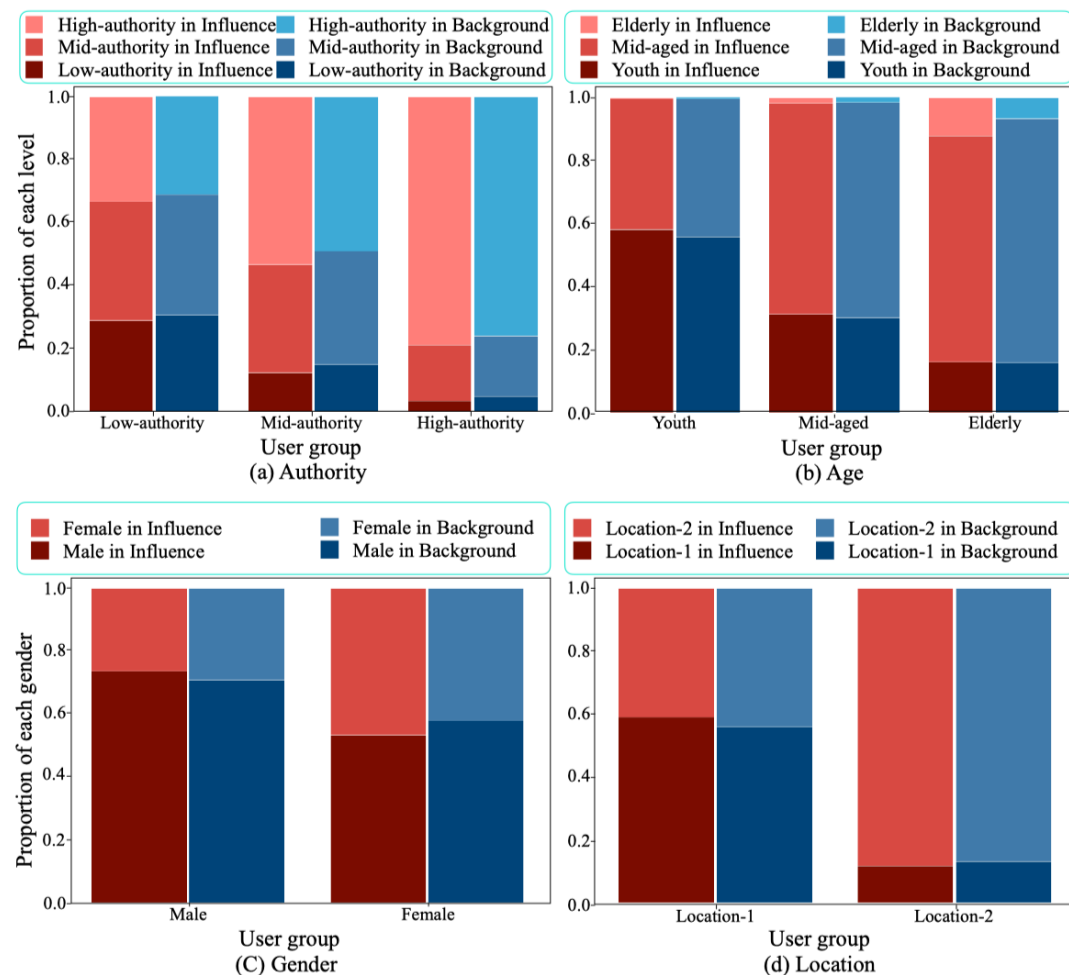 High-authority in Influence High-authority in Background
Mid-authority in Influence Mid-authority in Background
Low-authority in Influence Low-authority in Background
1.0
0.8
0.6
0.4
0.2
0.0
Proportion of each level
Low-authority Mid-authority High-authority
User group
(a) Authority
Elderly in Influence Elderly in Background
Mid-aged in Influence Mid-aged in Background
Youth in Influence Youth in Background
1.0
0.8
0.6
0.4
0.2
0.0
Youth Mid-aged Elderly
User group
(b) Age
Female in Influence Female in Background
Male in Influence Male in Background
1.0
0.8
0.6
0.4
0.2
0.0
Proportion of each gender
Male Female
User group
(C) Gender
Location-2 in Influence Location-2 in Background
Location-1 in Influence Location-1 in Background
1.0
0.8
0.6
0.4
0.2
0.0
Location-1 Location-2
User group
(d) Location